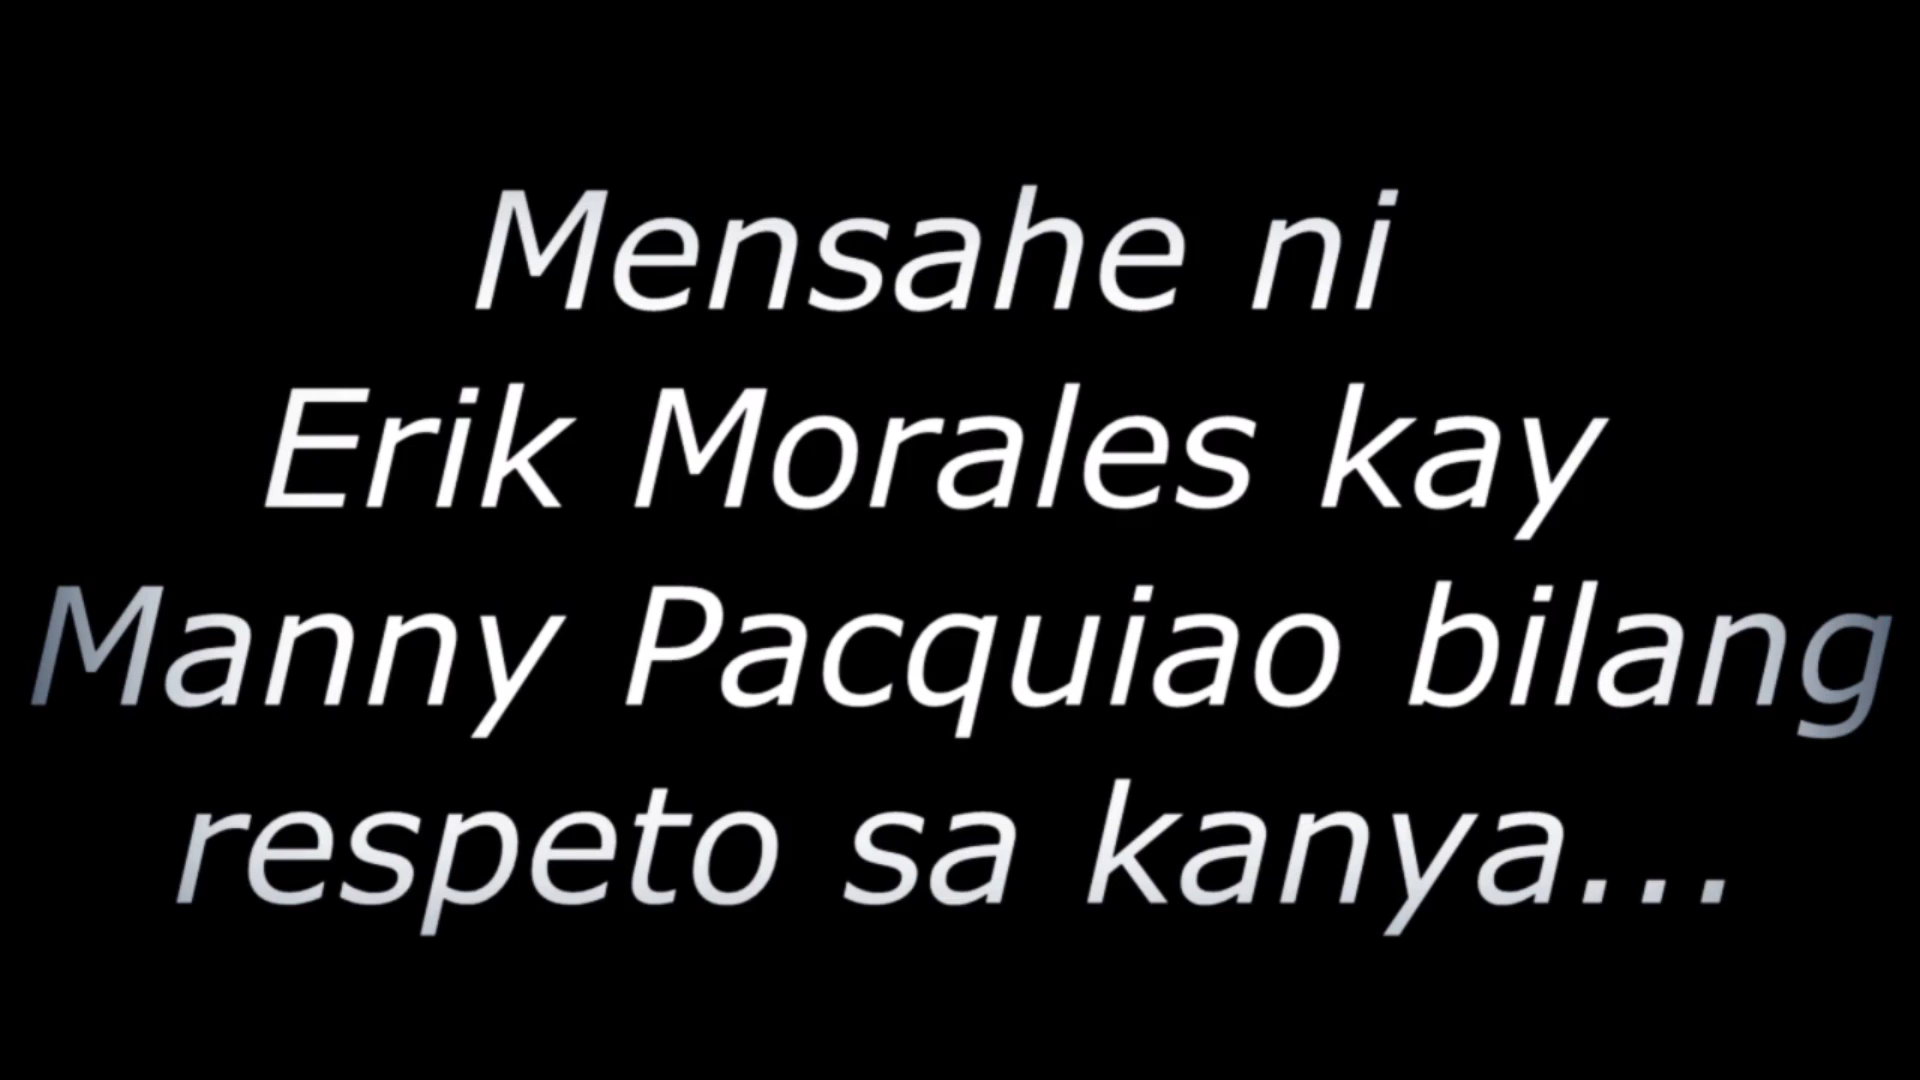 Mensahe ni
Erik Morales kay
Manny Pacquiao bilang
respeto sa kanya...